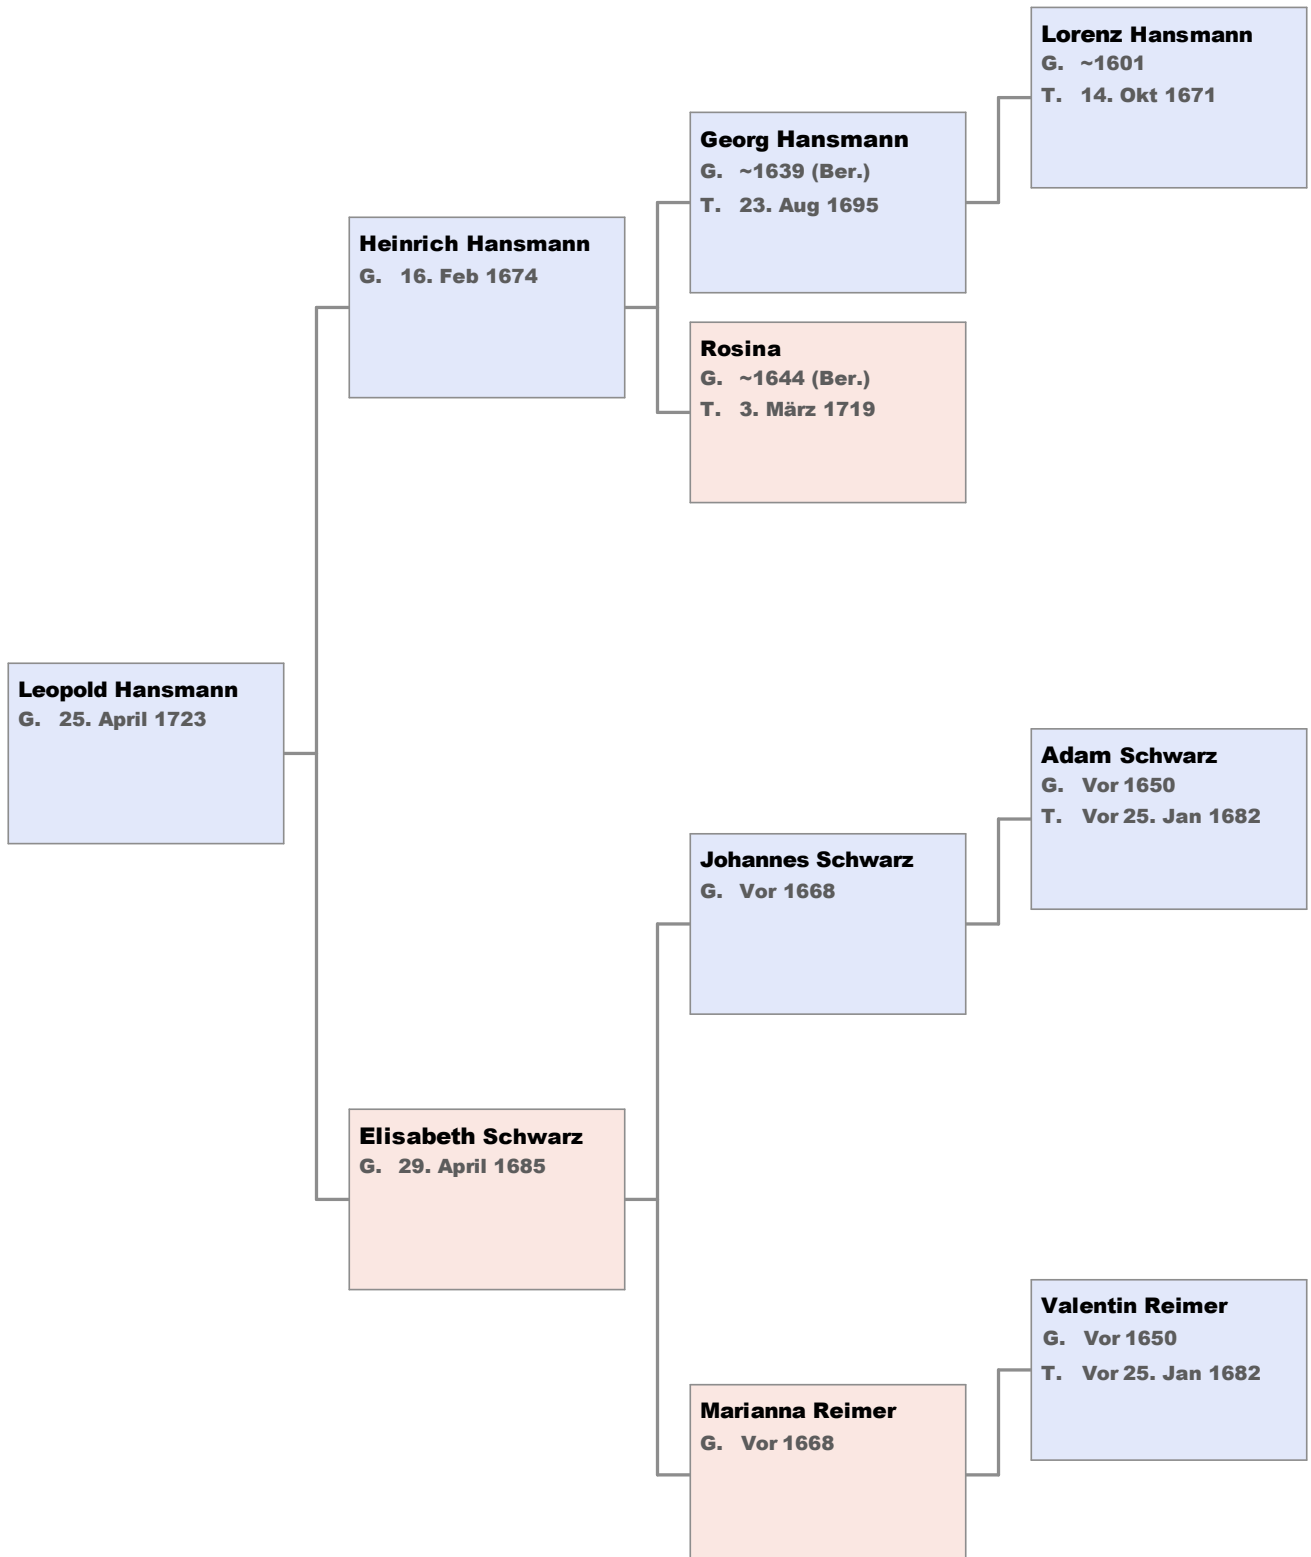 Lorenz Hansmann
G. ~1601
T. 14. Okt 1671
Georg Hansmann
G. ~1639 (Ber.)
T. 23. Aug 1695
Heinrich Hansmann
G. 16. Feb 1674
Rosina
G. ~1644 (Ber.)
T. 3. März 1719
Leopold Hansmann
G. 25. April 1723
Adam Schwarz
G. Vor 1650
T. Vor 25. Jan 1682
Johannes Schwarz
G. Vor 1668
Elisabeth Schwarz
G. 29. April 1685
Valentin Reimer
G. Vor 1650
T. Vor 25. Jan 1682
Marianna Reimer
G. Vor 1668